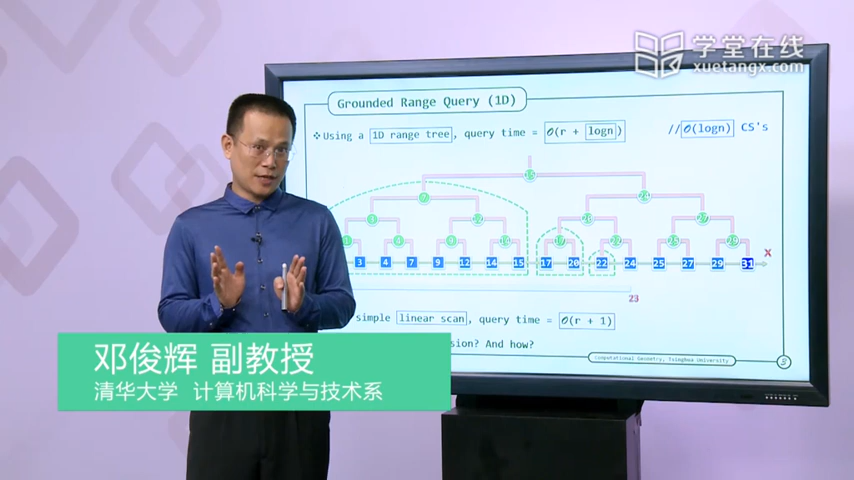 学堂在线
xuetangx.com
Grounded Range Query (1D)
Using a 1D range tree, query time = O(r + logn) //O(logn) CS's
3 4 7 9 12 14 15 17 20 22 24 25 27 29 31
x
23
simple linear scan, query time = O(r + 1)
sion? And how?
Computational Geometry, Tsinghua University
邓俊辉 副教授
清华大学 计算机科学与技术系